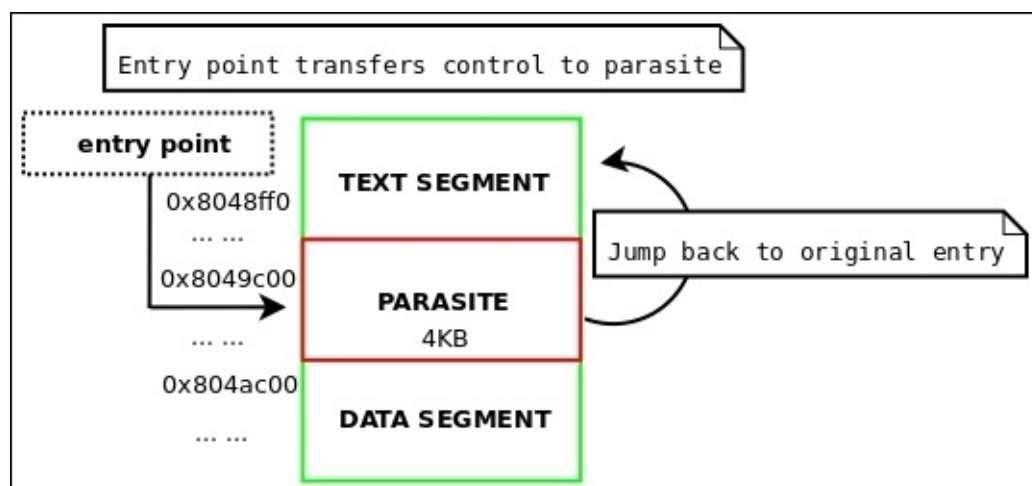 Entry point transfers control to parasite
entry point
TEXT SEGMENT
0x8048ff0
... ...
Jump back to original entry
0x8049c00
PARASITE
4KB
... ...
0x804ac00
DATA SEGMENT
... ...